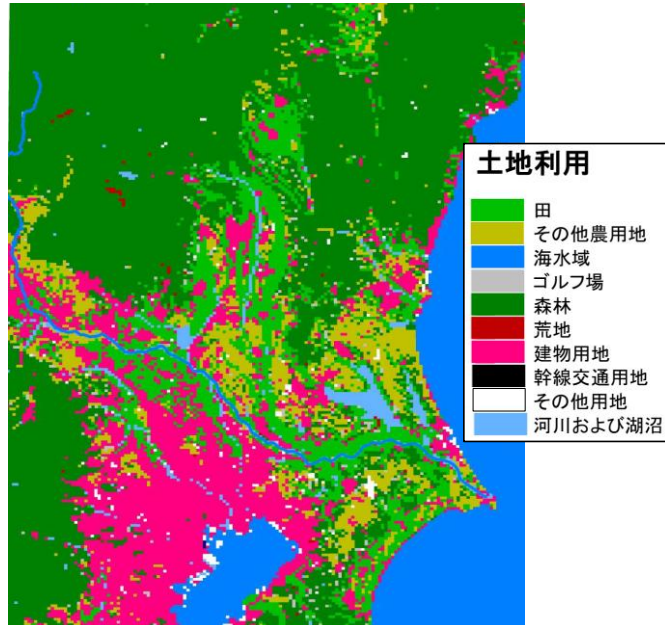 土地利用
田
その他農用地
海水域
ゴルフ場
森林
荒地
建物用地
幹線交通用地
その他用地
河川および湖沼